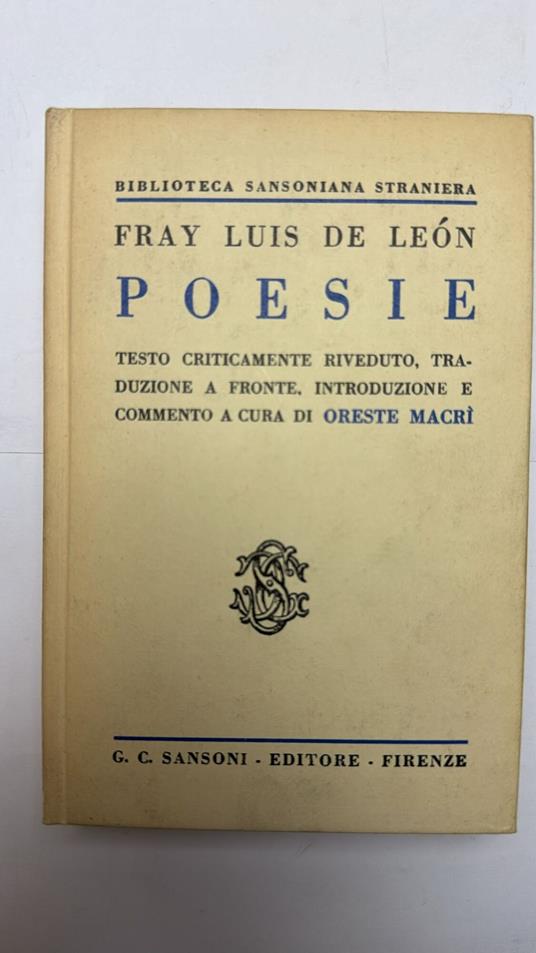 BIBLIOTECA SANSONIANA STRANIERA
FRAY LUIS DE LEÓN
POESIE
TESTO CRITICAMENTE RIVEDUTO, TRA-
DUZIONE A FRONTE, INTRODUZIONE E
COMMENTO A CURA DI ORESTE MACRÌ
G. C. SANSONI - EDITORE - FIRENZE